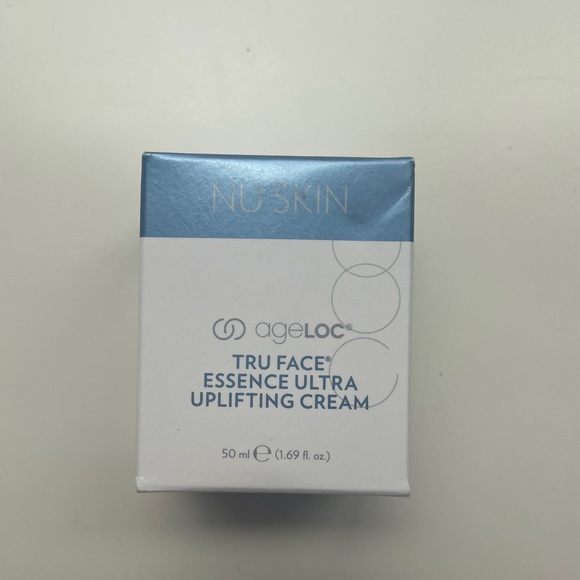 NU SKIN
ageLOC®
TRU FACE®
ESSENCE ULTRA
UPLIFTING CREAM
50 ml ℮ (1.69 fl. oz.)